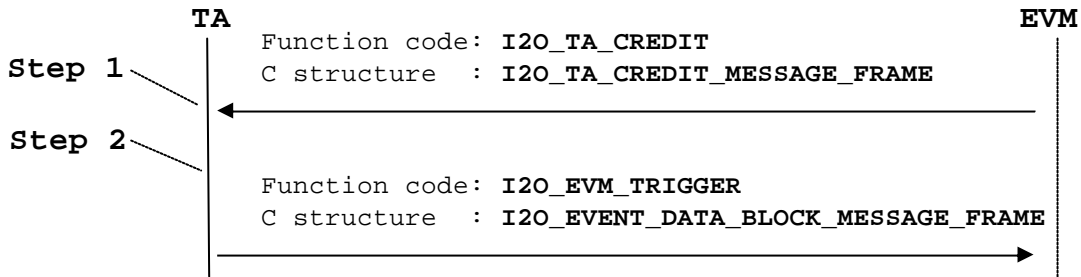 TA EVM
Function code: I2O_TA_CREDIT
Step 1
C structure : I2O_TA_CREDIT_MESSAGE_FRAME
Step 2
Function code: I2O_EVM_TRIGGER
C structure : I2O_EVENT_DATA_BLOCK_MESSAGE_FRAME